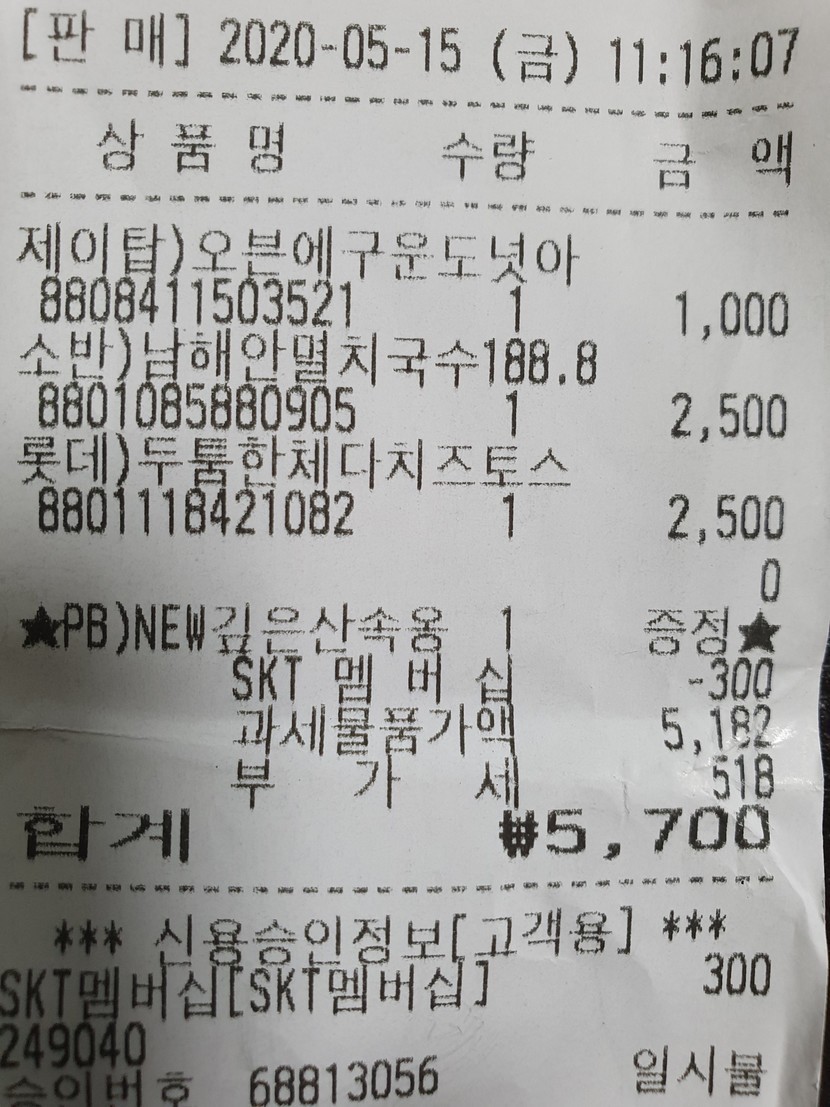 [판 매] 2020-05-15 (금) 11:16:07
상 품 명 수량 금 액
제이탑)오븐에구운도넛아
8808411503521 1 1,000
소반)남해안멸치국수188.8
8801085880905 1 2,500
롯데)두툼한체다치즈토스
8801118421082 1 2,500
0
★PB)NEW깊은산속옹 1 증정★
SKT 멤 버 십 -300
과세물품가액 5,182
부 가 세 518
합계 ₩5,700
*** 신용승인정보[고객용] ***
SKT멤버십[SKT멤버십] 300
249040
승인번호 68813056 일시불